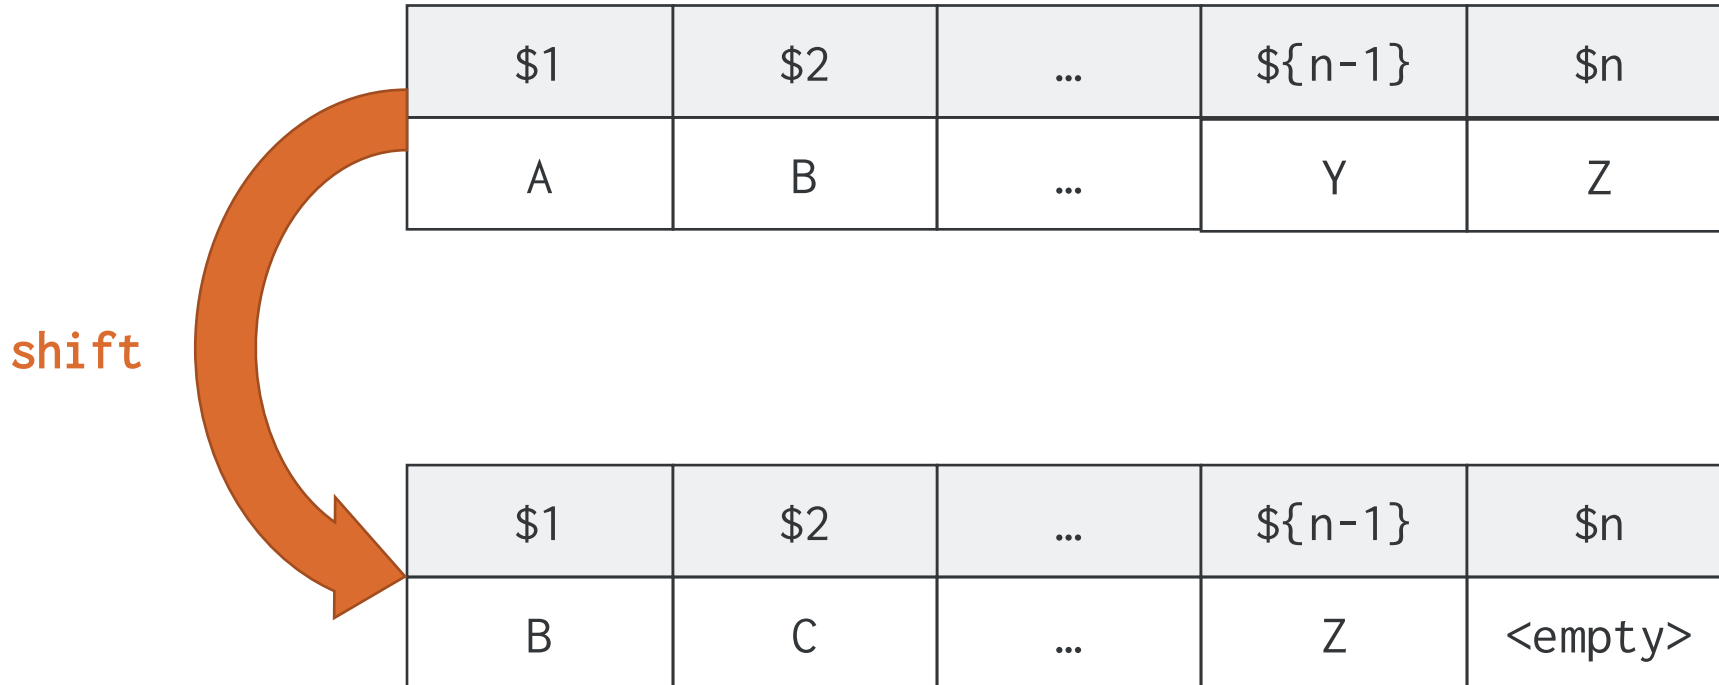 $1 $2 … ${n-1} $n
A B … Y Z
shift
$1 $2 … ${n-1} $n
B C … Z <empty>